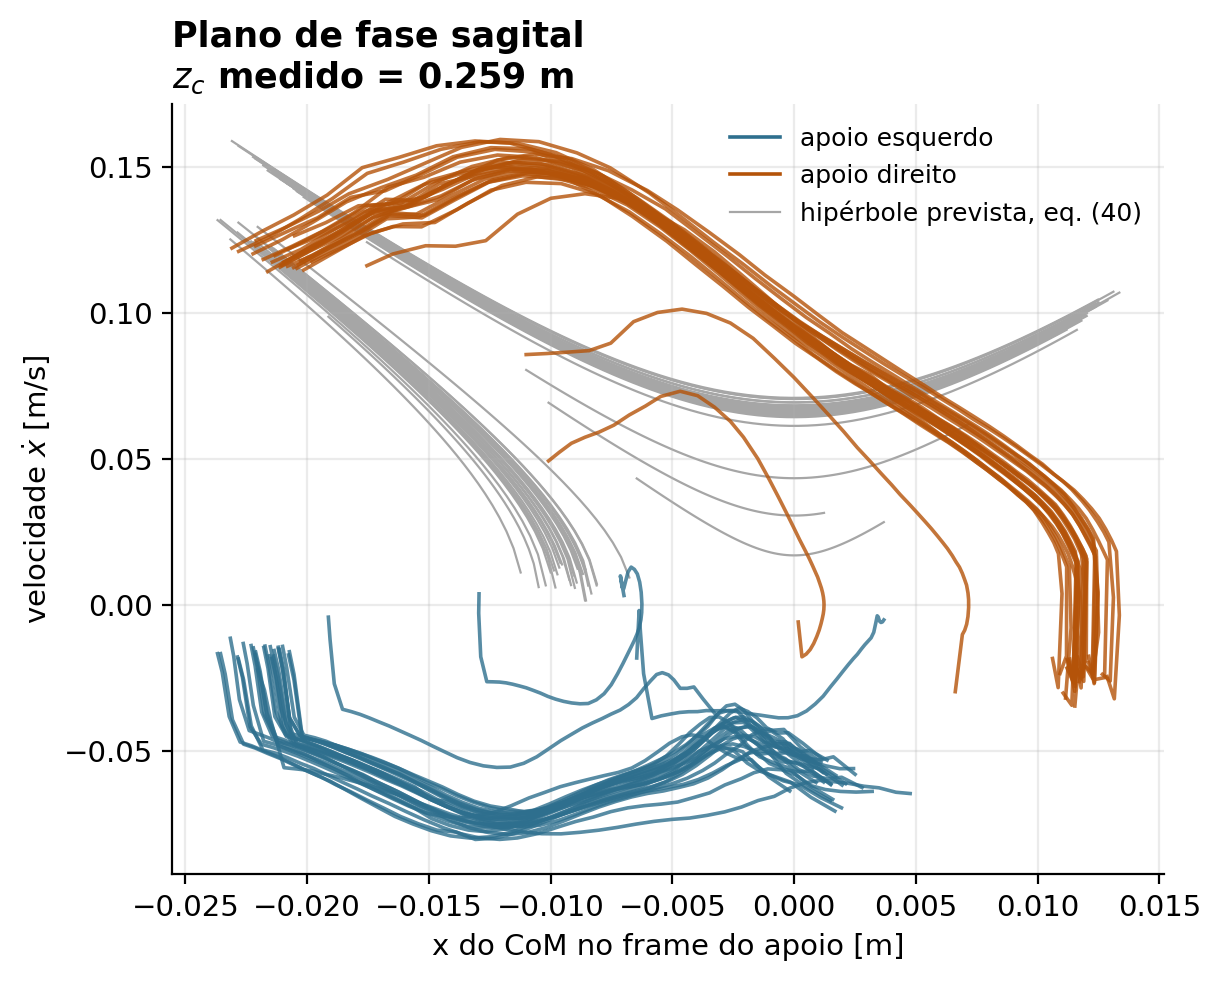 Plano de fase sagital
z_c medido = 0.259 m
apoio esquerdo
apoio direito
hipérbole prevista, eq. (40)
velocidade ẋ [m/s]
0.15
0.10
0.05
0.00
−0.05
−0.025 −0.020 −0.015 −0.010 −0.005 0.000 0.005 0.010 0.015
x do CoM no frame do apoio [m]